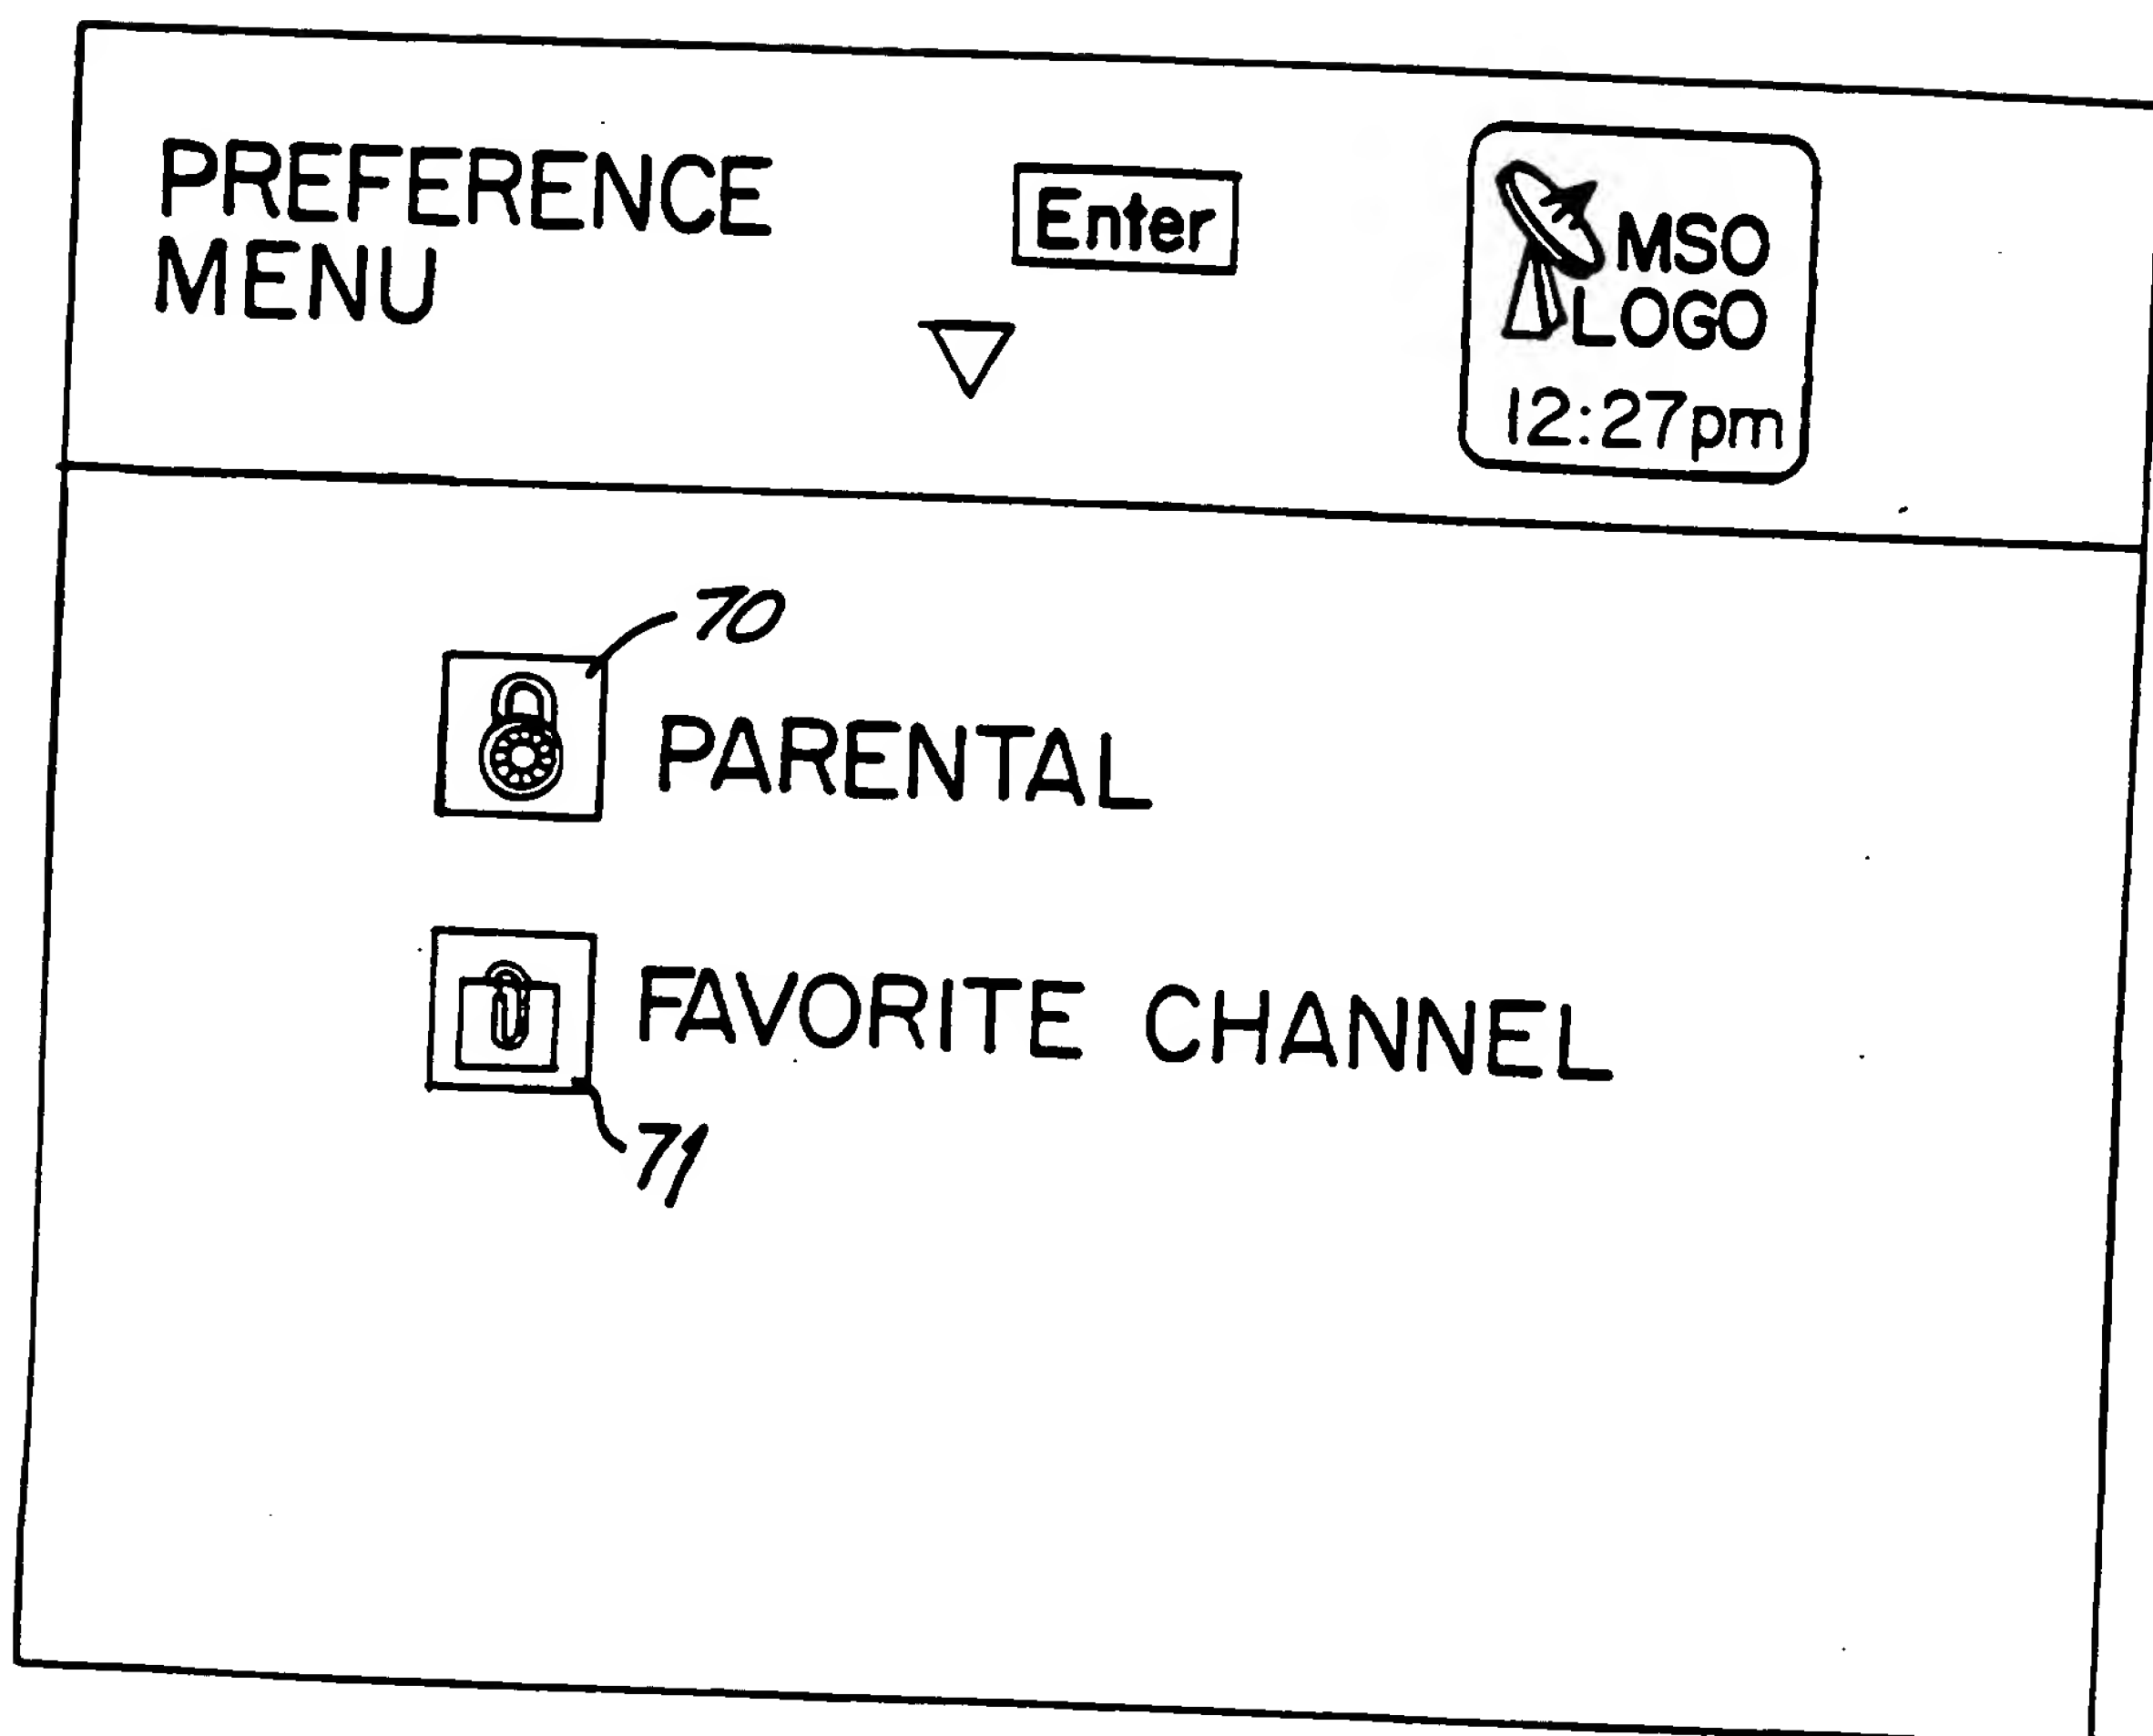 PREFERENCE
MENU
Enter
MSO
LOGO
12:27pm
70
PARENTAL
FAVORITE CHANNEL
71